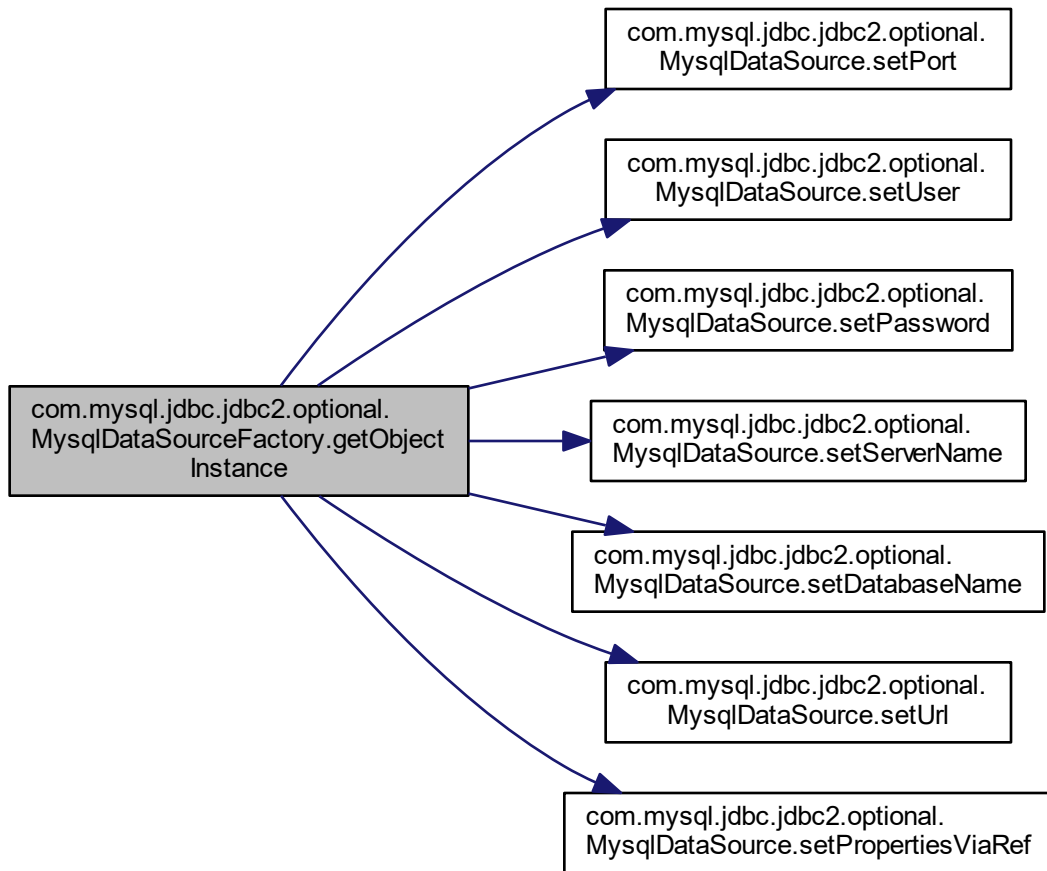 com.mysql.jdbc.jdbc2.optional.
MysqlDataSource.setPort
com.mysql.jdbc.jdbc2.optional.
MysqlDataSource.setUser
com.mysql.jdbc.jdbc2.optional.
MysqlDataSource.setPassword
com.mysql.jdbc.jdbc2.optional.
MysqlDataSourceFactory.getObject
Instance
com.mysql.jdbc.jdbc2.optional.
MysqlDataSource.setServerName
com.mysql.jdbc.jdbc2.optional.
MysqlDataSource.setDatabaseName
com.mysql.jdbc.jdbc2.optional.
MysqlDataSource.setUrl
com.mysql.jdbc.jdbc2.optional.
MysqlDataSource.setPropertiesViaRef